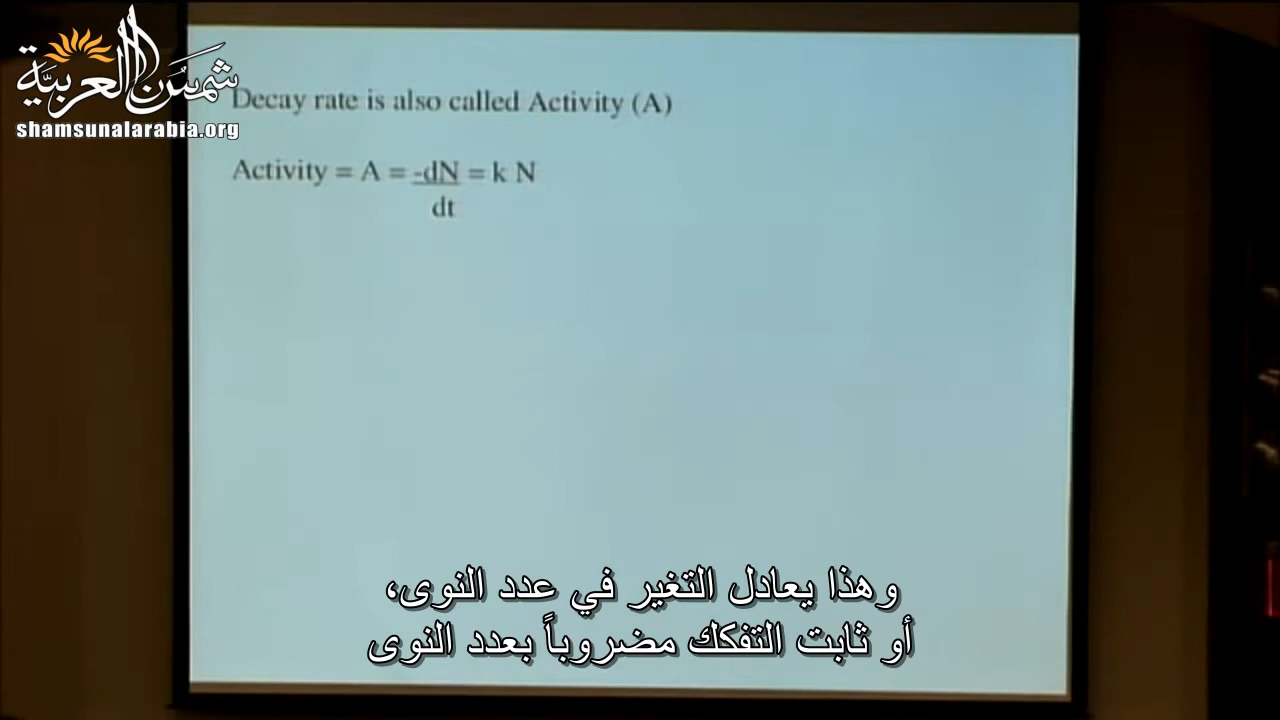 شمس العربية
shamsunalarabia.org
Decay rate is also called Activity (A)
Activity = A = -dN = k N
dt
وهذا يعادل التغير في عدد النوى،
أو ثابت التفكك مضروباً بعدد النوى